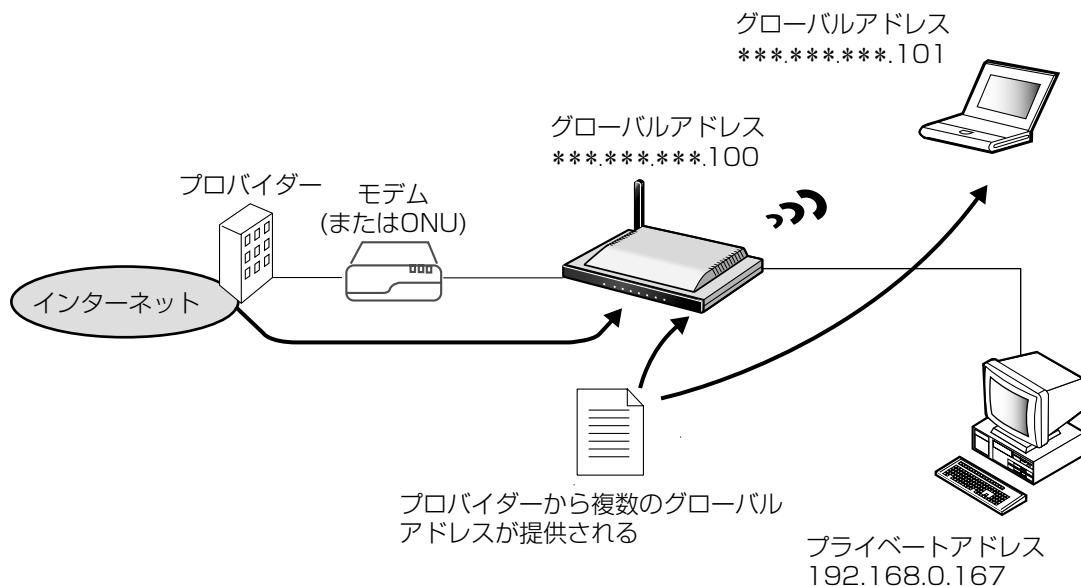 グローバルアドレス
***.***.***.101
グローバルアドレス
***.***.***.100
プロバイダー
モデム
(またはONU)
インターネット
プロバイダーから複数のグローバル
アドレスが提供される
プライベートアドレス
192.168.0.167